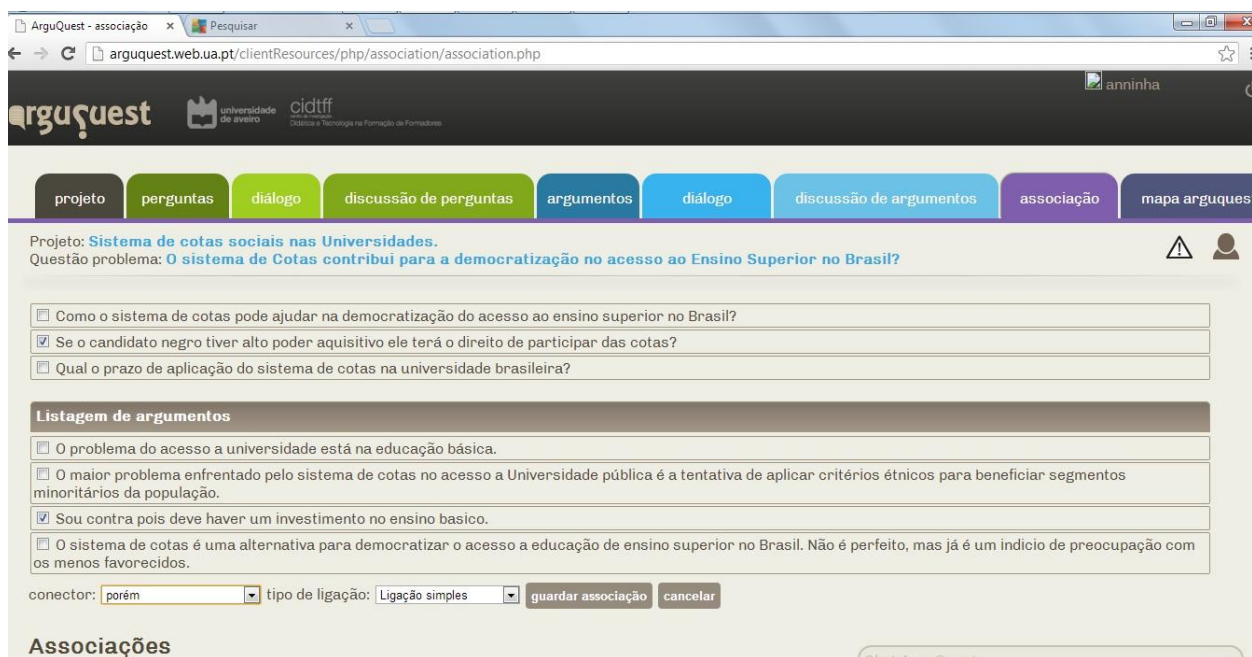 ArguQuest - associação
Pesquisar
arguquest.web.ua.pt/clientResources/php/association/association.php
anninha
arguquest
universidade de aveiro
cidtff
Didática e Tecnologia na Formação de Formadores
projeto perguntas diálogo discussão de perguntas argumentos diálogo discussão de argumentos associação mapa arguques
Projeto: Sistema de cotas sociais nas Universidades.
Questão problema: O sistema de Cotas contribui para a democratização no acesso ao Ensino Superior no Brasil?
Como o sistema de cotas pode ajudar na democratização do acesso ao ensino superior no Brasil?
Se o candidato negro tiver alto poder aquisitivo ele terá o direito de participar das cotas?
Qual o prazo de aplicação do sistema de cotas na universidade brasileira?
Listagem de argumentos
O problema do acesso a universidade está na educação básica.
O maior problema enfrentado pelo sistema de cotas no acesso a Universidade pública é a tentativa de aplicar critérios étnicos para beneficiar segmentos
minoritários da população.
Sou contra pois deve haver um investimento no ensino basico.
O sistema de cotas é uma alternativa para democratizar o acesso a educação de ensino superior no Brasil. Não é perfeito, mas já é um indicio de preocupação com
os menos favorecidos.
conector: porém tipo de ligação: Ligação simples guardar associação cancelar
Associações